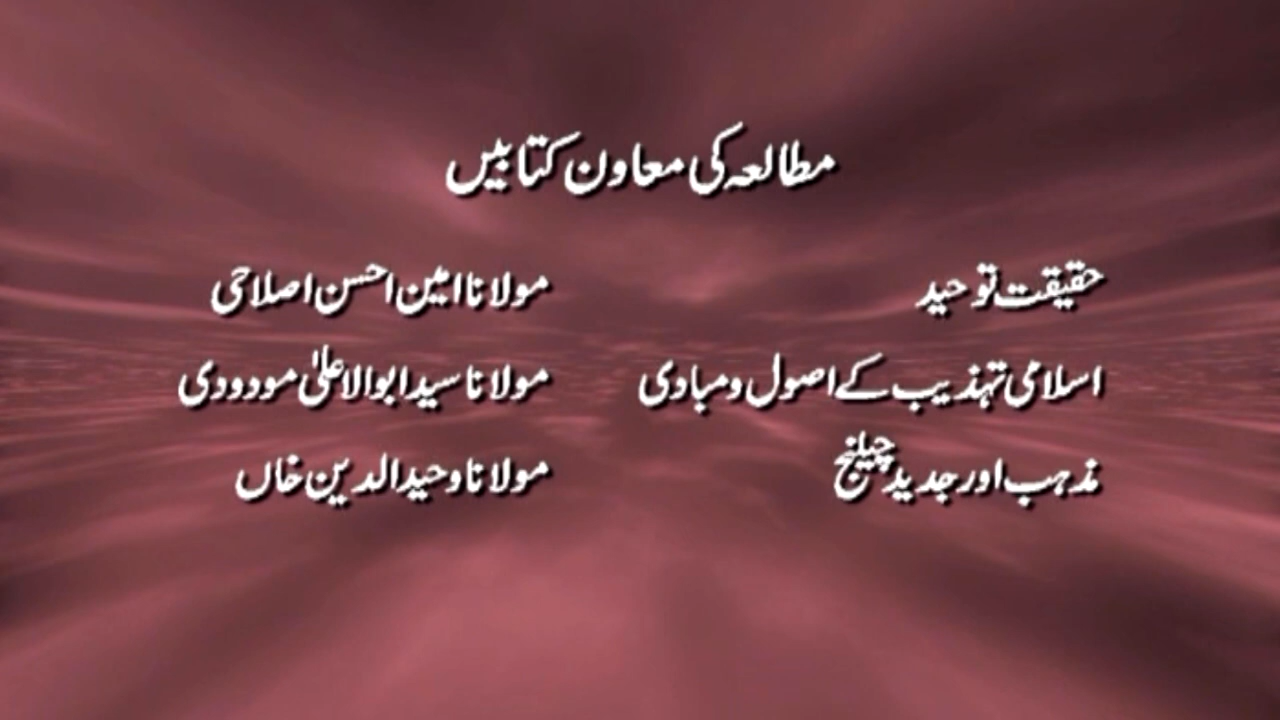 مطالعہ کی معاون کتابیں
حقیقت توحید مولانا امین احسن اصلاحی
اسلامی تہذیب کے اصول و مبادی مولانا سید ابوالاعلیٰ مودودی
مذہب اور جدید چیلنج مولانا وحید الدین خاں